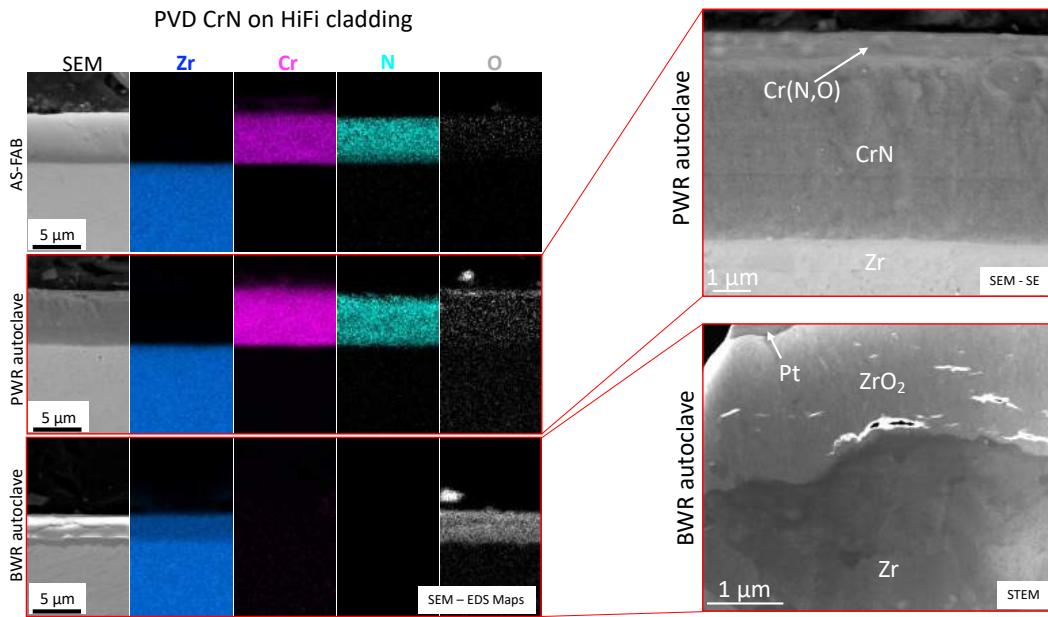 PVD CrN on HiFi cladding
SEM Zr Cr N O
AS-FAB
5 µm
PWR autoclave
5 µm
BWR autoclave
5 µm
SEM – EDS Maps
PWR autoclave
Cr(N,O)
CrN
Zr
1 µm
SEM - SE
BWR autoclave
Pt
ZrO₂
Zr
1 µm
STEM